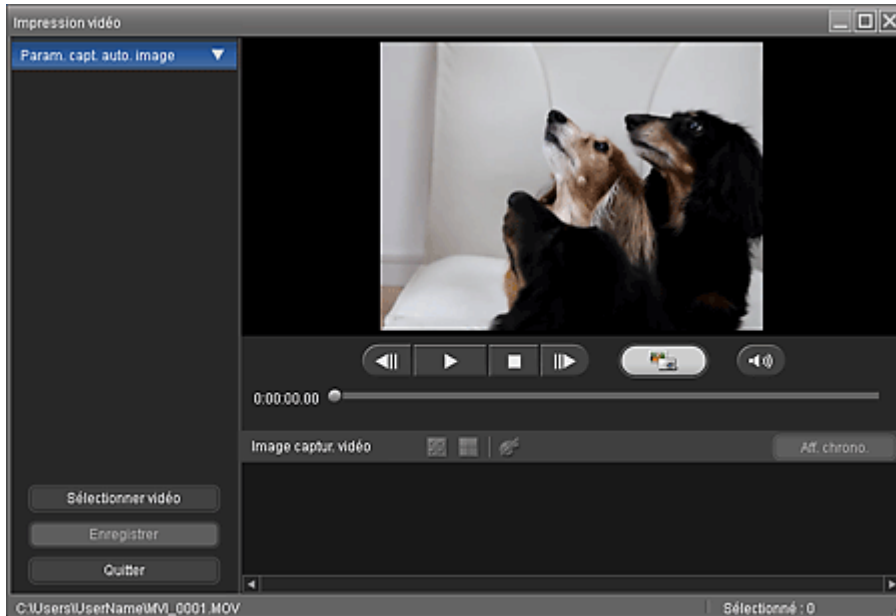 Impression vidéo
Param. capt. auto. image
0:00:00.00
Image captur. vidéo
Aff. chrono.
Sélectionner vidéo
Enregistrer
Quitter
C:\Users\UserName\MVI_0001.MOV
Sélectionné : 0